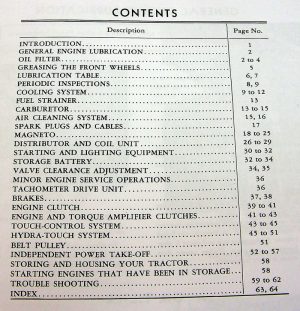 CONTENTS
Description Page No.
INTRODUCTION 1
GENERAL ENGINE LUBRICATION 2
OIL FILTER 2 to 4
GREASING THE FRONT WHEELS 5
LUBRICATION TABLE 6, 7
PERIODIC INSPECTIONS 8, 9
COOLING SYSTEM 9 to 12
FUEL STRAINER 13
CARBURETOR 13 to 15
AIR CLEANING SYSTEM 15, 16
SPARK PLUGS AND CABLES 17
MAGNETO 18 to 25
DISTRIBUTOR AND COIL UNIT 26 to 29
STARTING AND LIGHTING EQUIPMENT 30 to 32
STORAGE BATTERY 32 to 34
VALVE CLEARANCE ADJUSTMENT 34, 35
MINOR ENGINE SERVICE OPERATIONS 36
TACHOMETER DRIVE UNIT 36
BRAKES 37, 38
ENGINE CLUTCH 39 to 41
ENGINE AND TORQUE AMPLIFIER CLUTCHES 41 to 43
TOUCH-CONTROL SYSTEM 43 to 45
HYDRA-TOUCH SYSTEM 45 to 51
BELT PULLEY 51
INDEPENDENT POWER TAKE-OFF 52 to 57
STORING AND HOUSING YOUR TRACTOR 58
STARTING ENGINES THAT HAVE BEEN IN STORAGE 58
TROUBLE SHOOTING 59 to 62
INDEX 63, 64